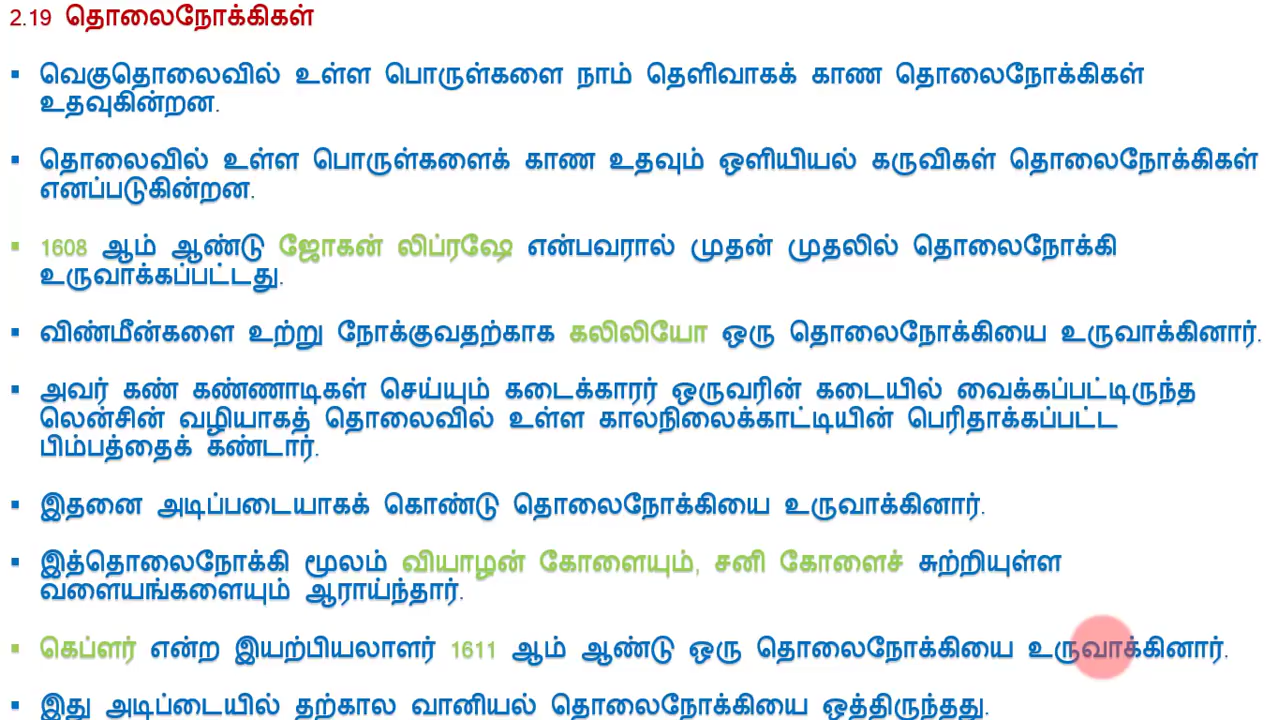 2.19 தொலைநோக்கிகள்
▪ வெகுதொலைவில் உள்ள பொருள்களை நாம் தெளிவாகக் காண தொலைநோக்கிகள்
உதவுகின்றன.
▪ தொலைவில் உள்ள பொருள்களைக் காண உதவும் ஒளியியல் கருவிகள் தொலைநோக்கிகள்
எனப்படுகின்றன.
▪ 1608 ஆம் ஆண்டு ஜோகன் லிப்ரஷே என்பவரால் முதன் முதலில் தொலைநோக்கி
உருவாக்கப்பட்டது.
▪ விண்மீன்களை உற்று நோக்குவதற்காக கலிலியோ ஒரு தொலைநோக்கியை உருவாக்கினார்.
▪ அவர் கண் கண்ணாடிகள் செய்யும் கடைக்காரர் ஒருவரின் கடையில் வைக்கப்பட்டிருந்த
லென்சின் வழியாகத் தொலைவில் உள்ள காலநிலைக்காட்டியின் பெரிதாக்கப்பட்ட
பிம்பத்தைக் கண்டார்.
▪ இதனை அடிப்படையாகக் கொண்டு தொலைநோக்கியை உருவாக்கினார்.
▪ இத்தொலைநோக்கி மூலம் வியாழன் கோளையும், சனி கோளைச் சுற்றியுள்ள
வளையங்களையும் ஆராய்ந்தார்.
▪ கெப்ளர் என்ற இயற்பியலாளர் 1611 ஆம் ஆண்டு ஒரு தொலைநோக்கியை உருவாக்கினார்.
▪ இது அடிப்டையில் தற்கால வானியல் தொலைநோக்கியை ஒத்திருந்தது.